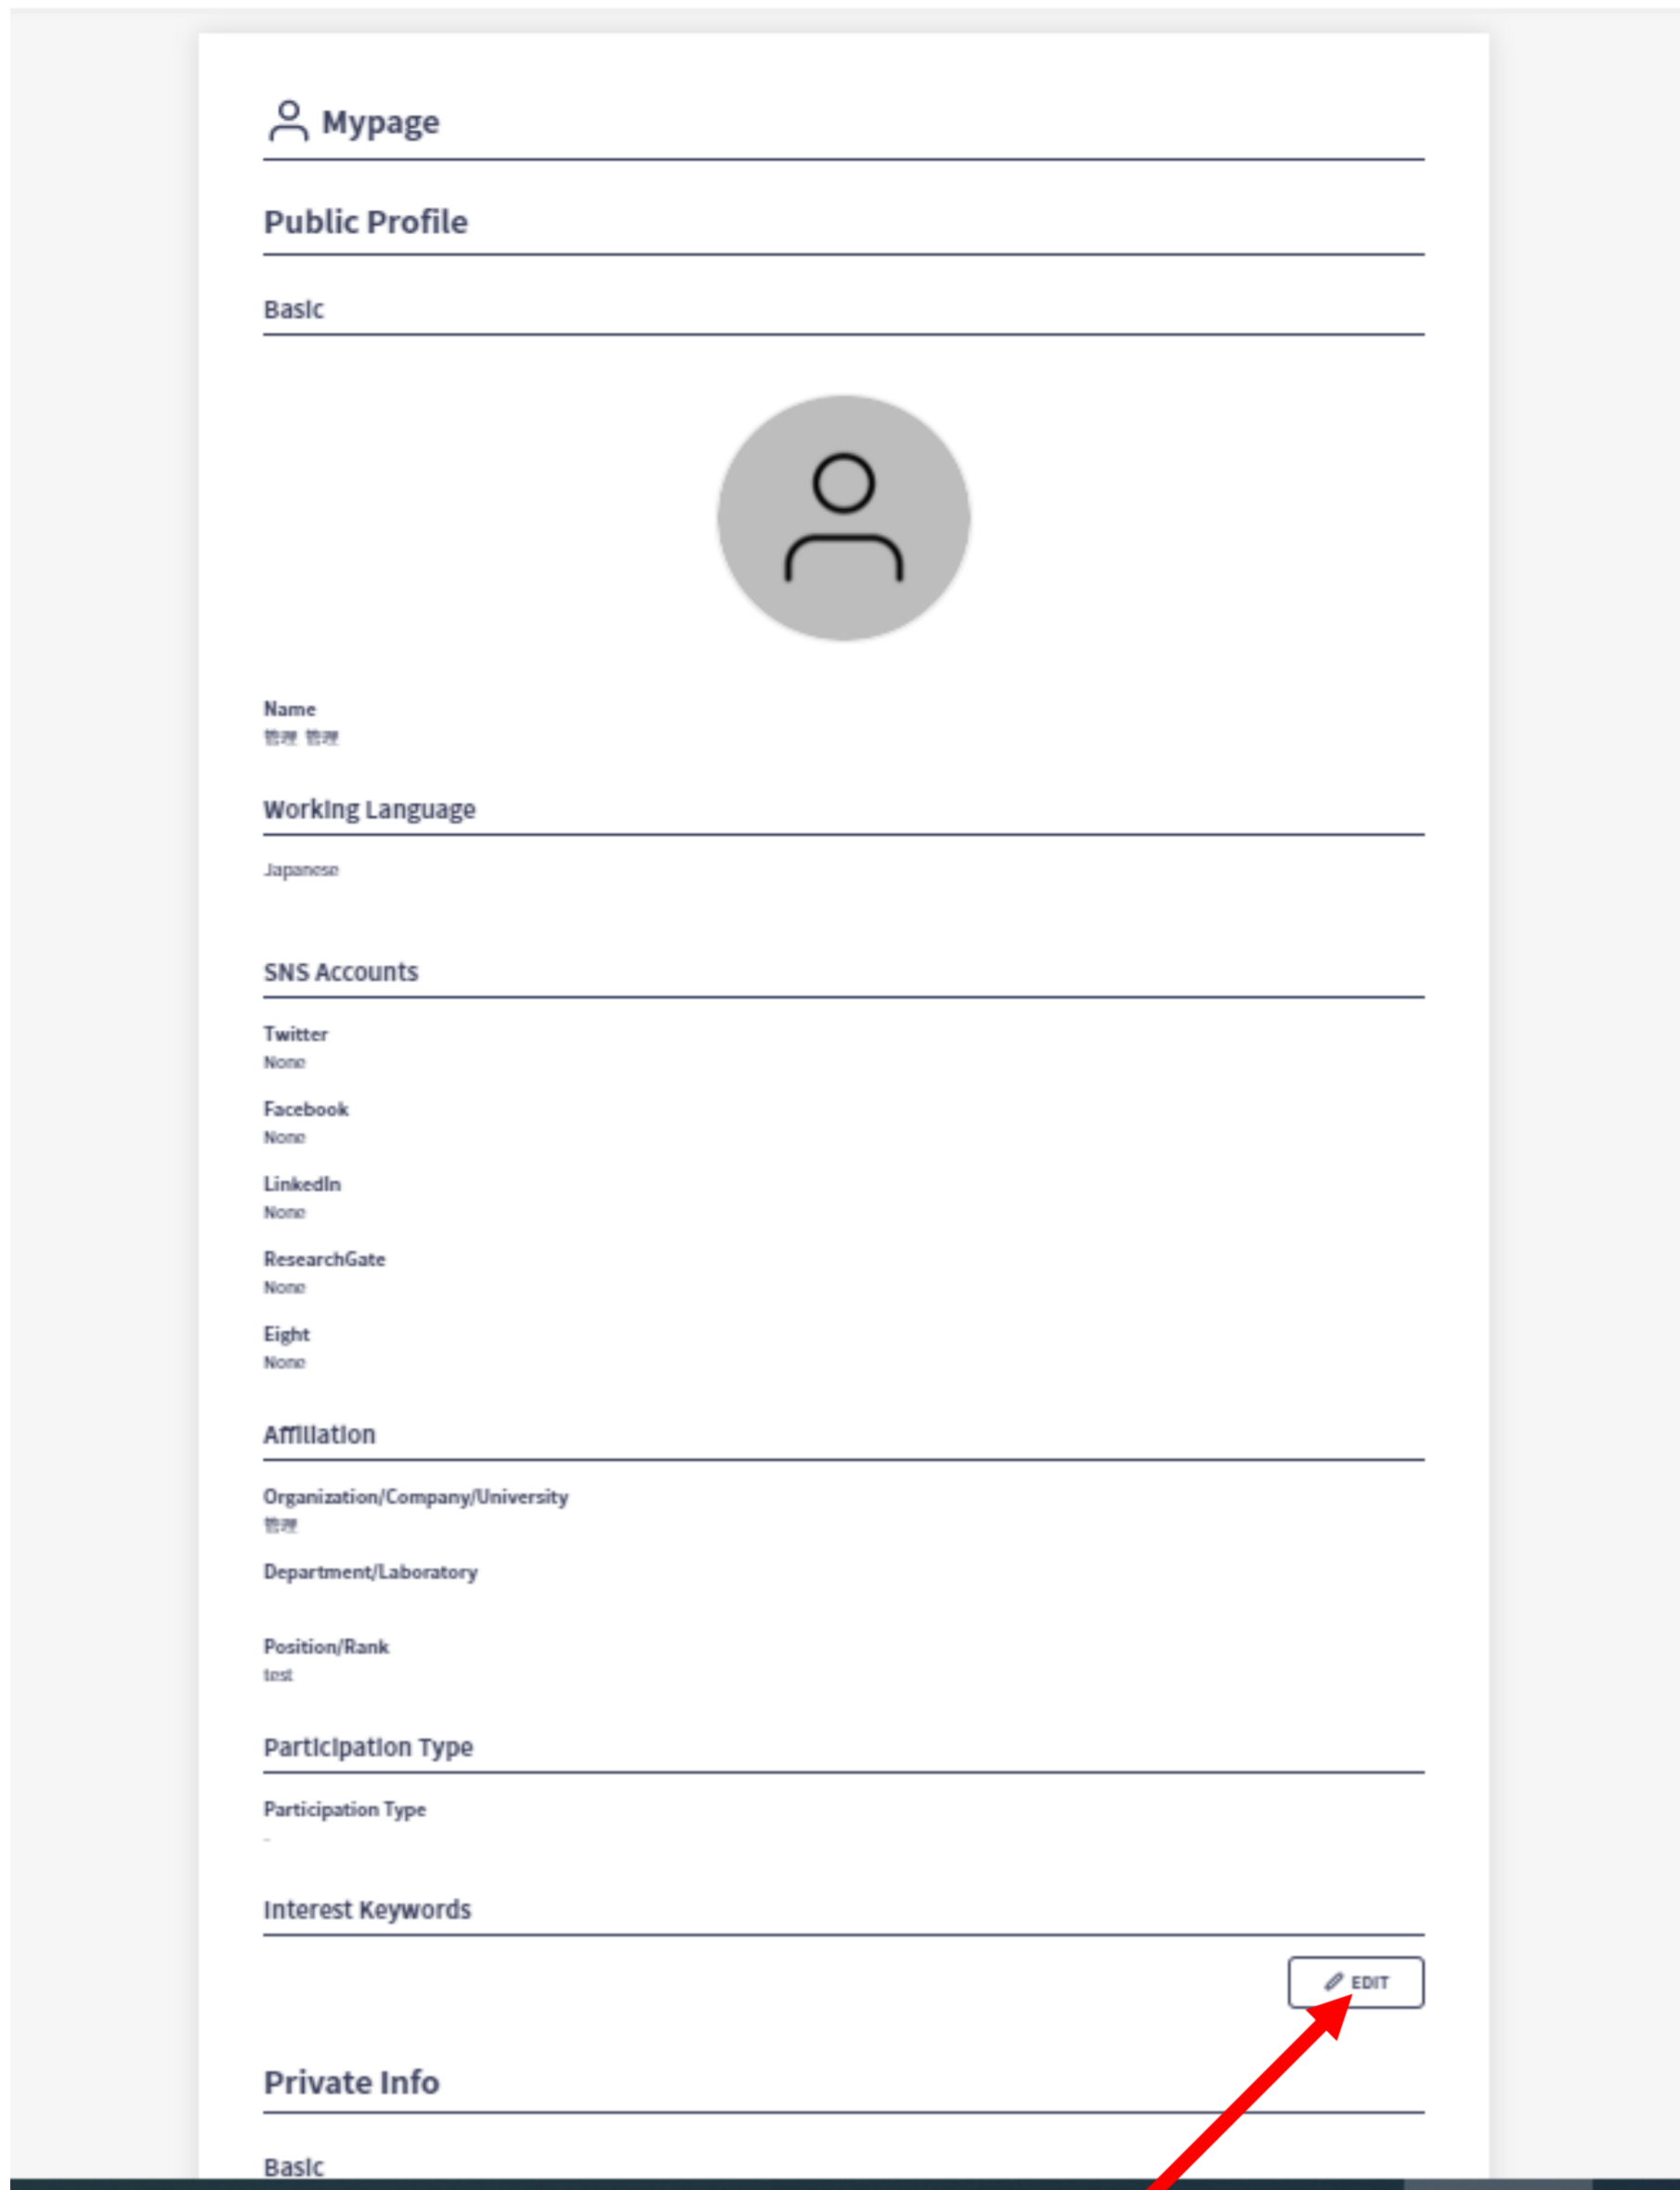 Mypage
Public Profile
Basic
Name
管理 管理
Working Language
Japanese
SNS Accounts
Twitter
None
Facebook
None
LinkedIn
None
ResearchGate
None
Eight
None
Affiliation
Organization/Company/University
管理
Department/Laboratory
Position/Rank
test
Participation Type
Participation Type
-
Interest Keywords
EDIT
Private Info
Basic